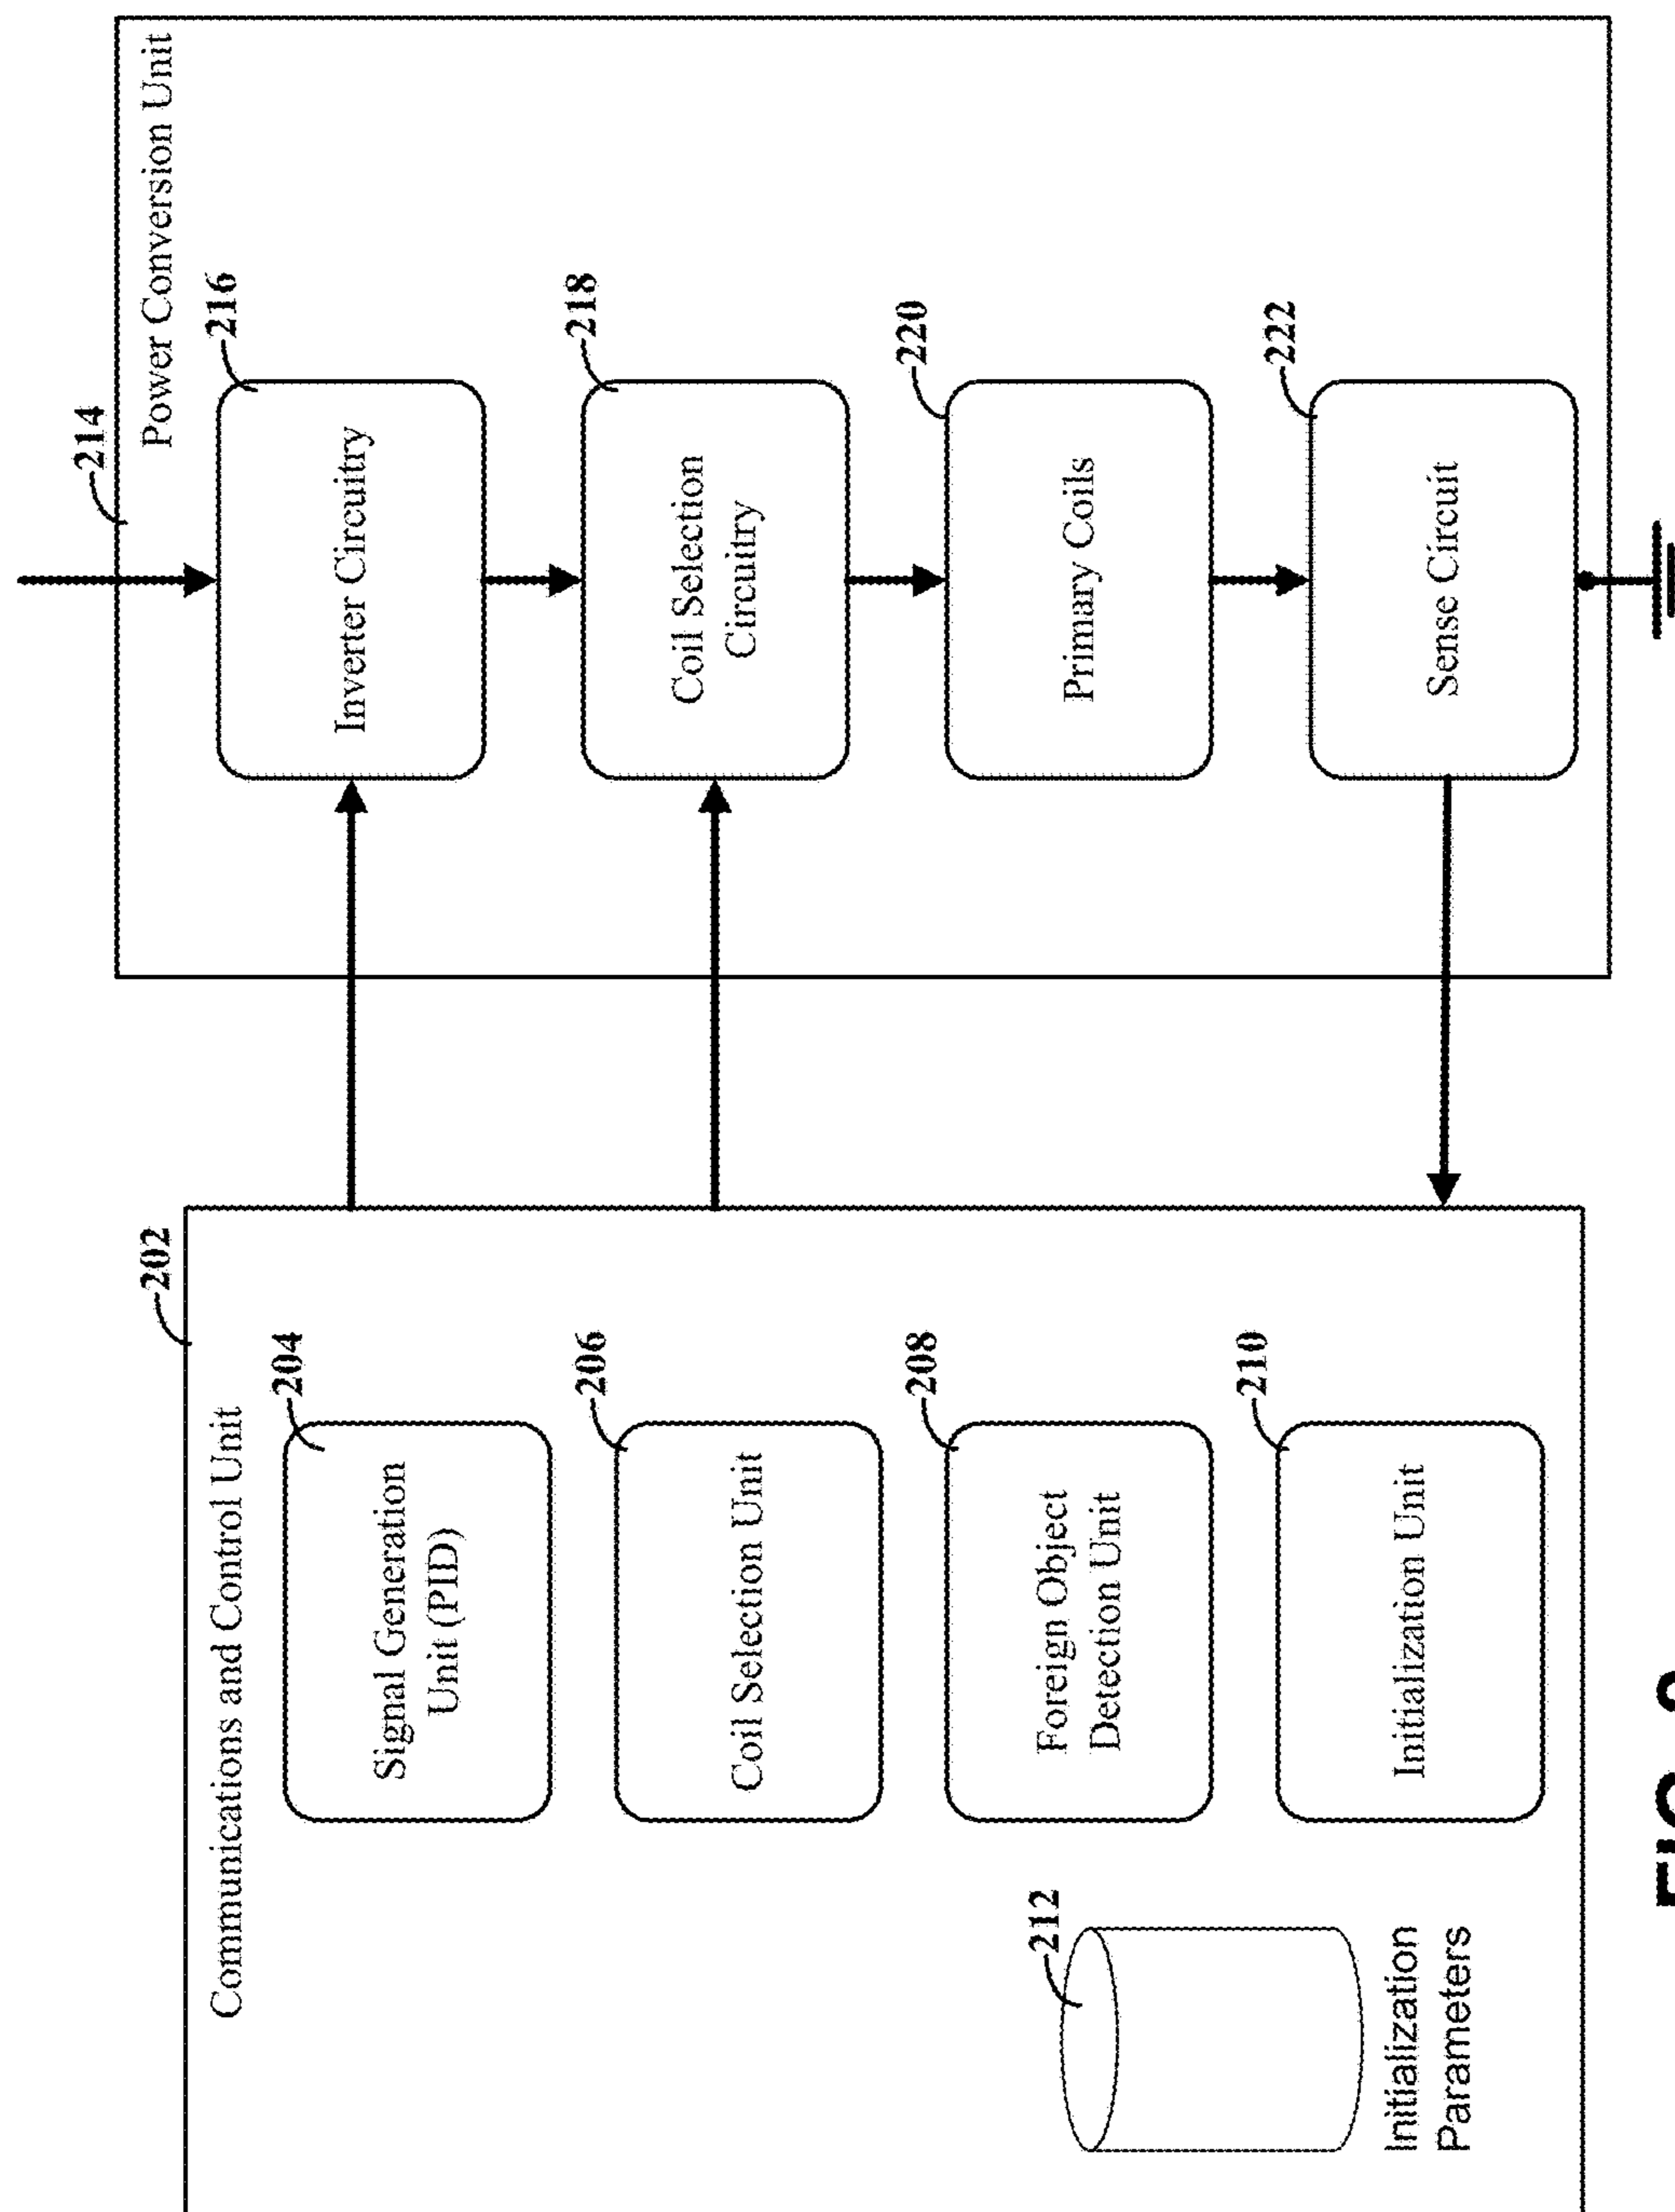 202
Communications and Control Unit
204
Signal Generation
Unit (PID)
206
Coil Selection Unit
208
Foreign Object
Detection Unit
210
Initialization Unit
212
Initialization
Parameters
214
Power Conversion Unit
216
Inverter Circuitry
218
Coil Selection
Circuitry
220
Primary Coils
222
Sense Circuit